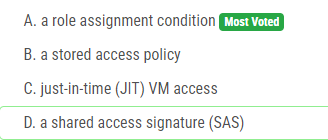 A. a role assignment condition Most Voted
B. a stored access policy
C. just-in-time (JIT) VM access
D. a shared access signature (SAS)